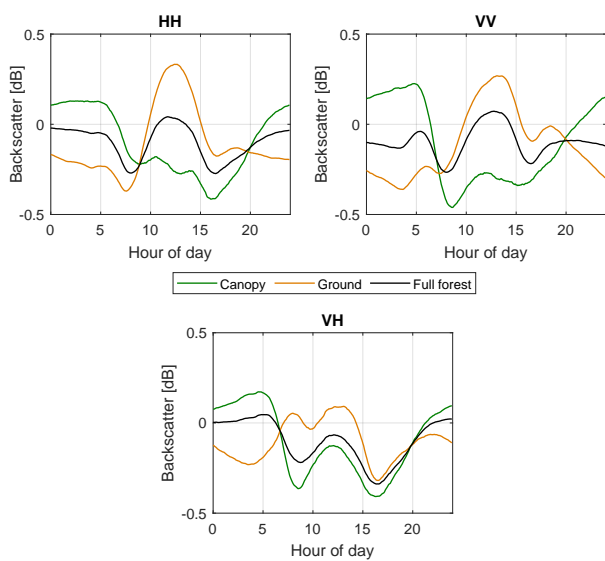 HH
VV
0.5
0
-0.5
Backscatter [dB]
0 5 10 15 20
Hour of day
0.5
0
-0.5
Backscatter [dB]
0 5 10 15 20
Hour of day
Canopy Ground Full forest
VH
0.5
0
-0.5
Backscatter [dB]
0 5 10 15 20
Hour of day